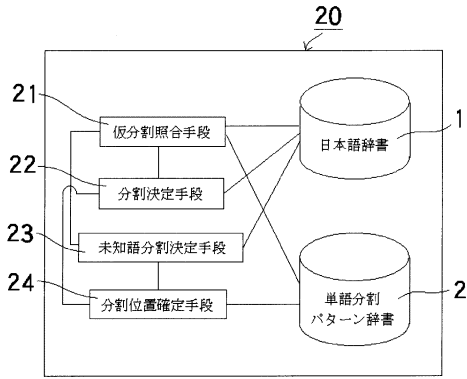 20
21
仮分割照合手段
1
日本語辞書
22
分割決定手段
23
未知語分割決定手段
24
分割位置確定手段
単語分割
パターン辞書
2